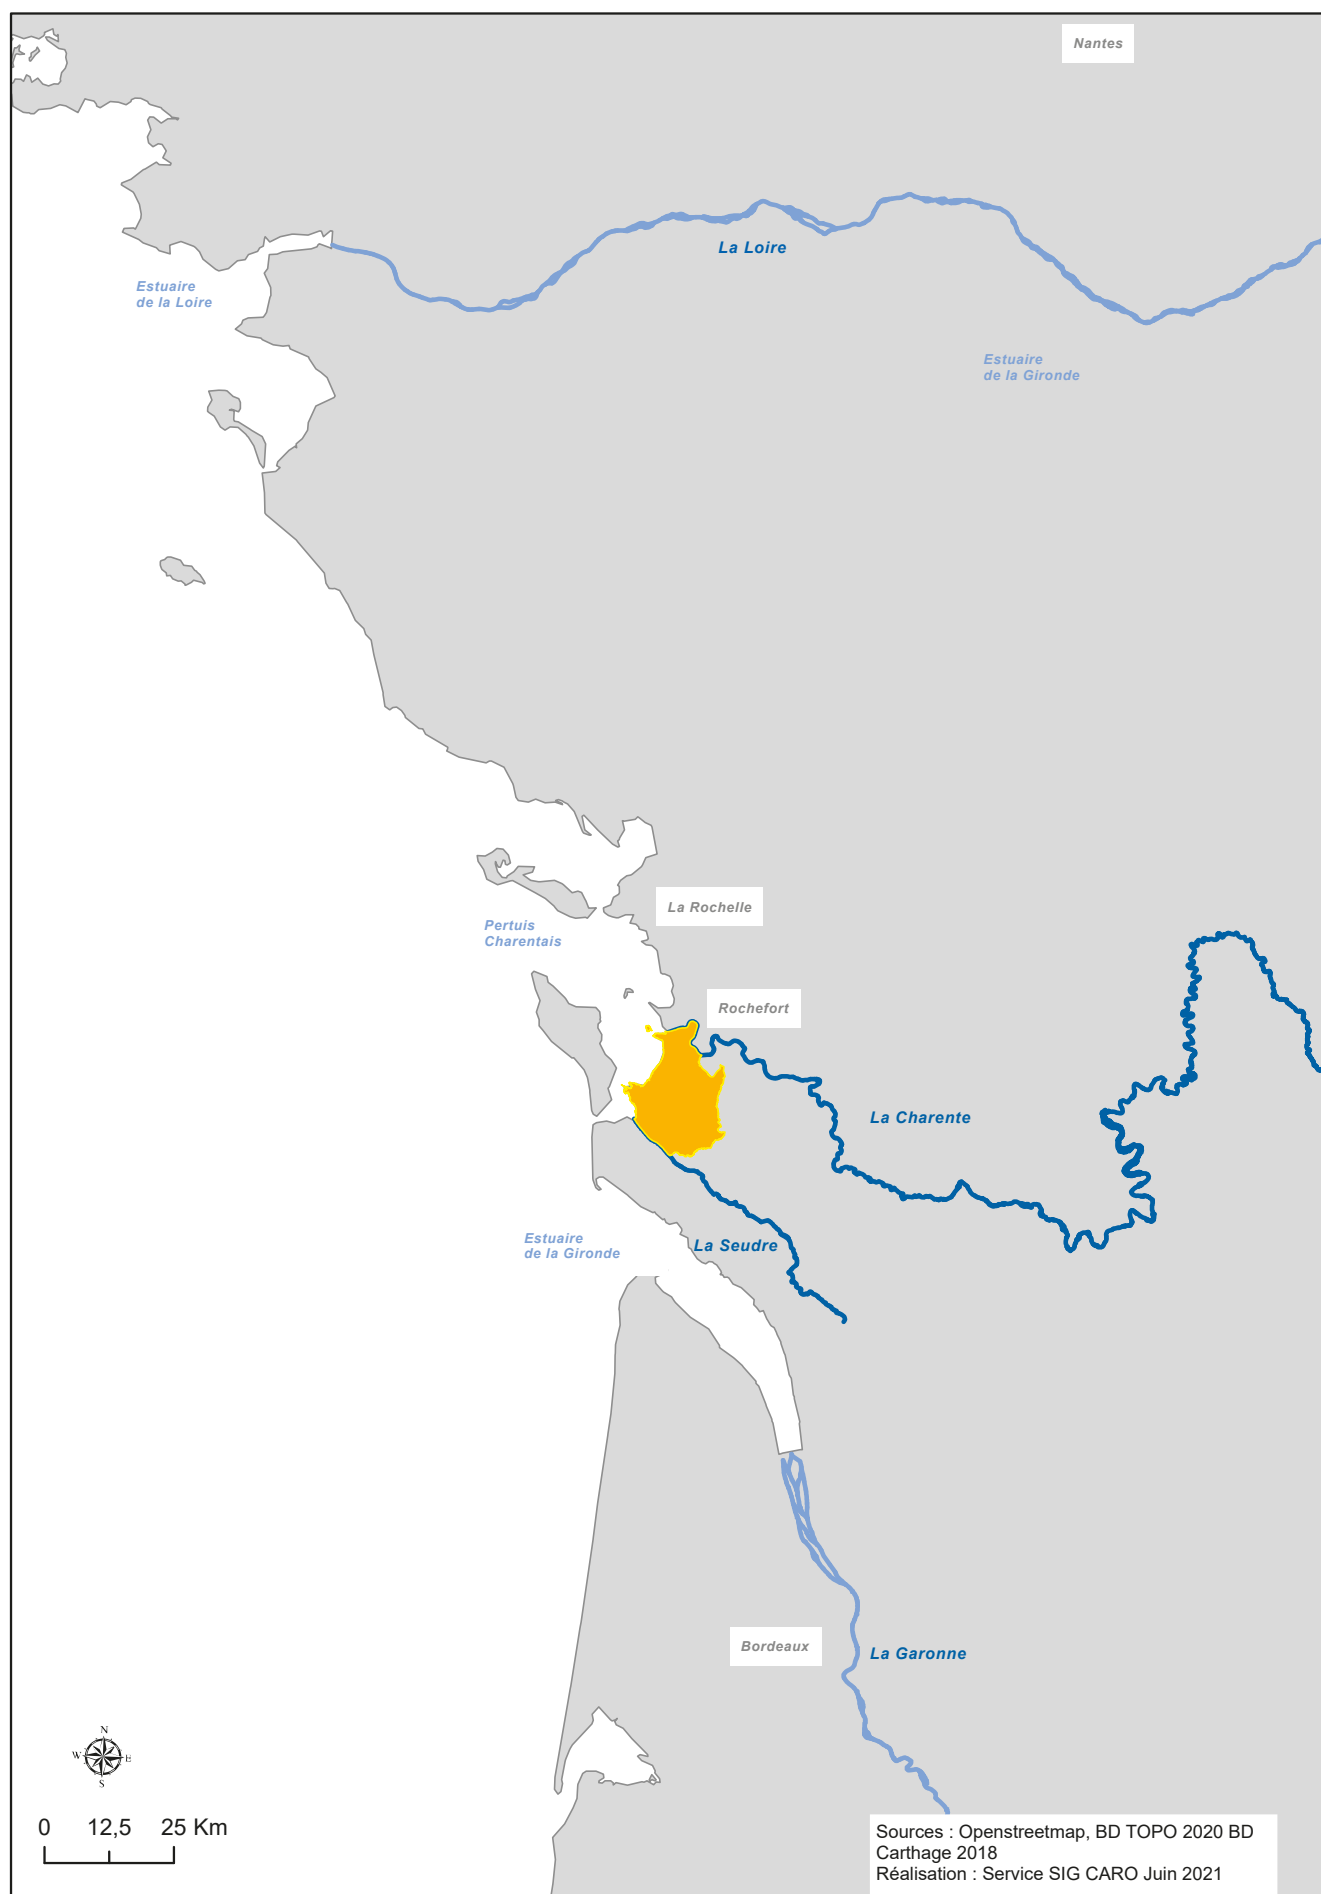 Nantes
La Loire
Estuaire
de la Loire
Estuaire
de la Gironde
La Rochelle
Pertuis
Charentais
Rochefort
La Charente
Estuaire
de la Gironde
La Seudre
Bordeaux
La Garonne
N
W E
S
0 12,5 25 Km
Sources : Openstreetmap, BD TOPO 2020 BD
Carthage 2018
Réalisation : Service SIG CARO Juin 2021